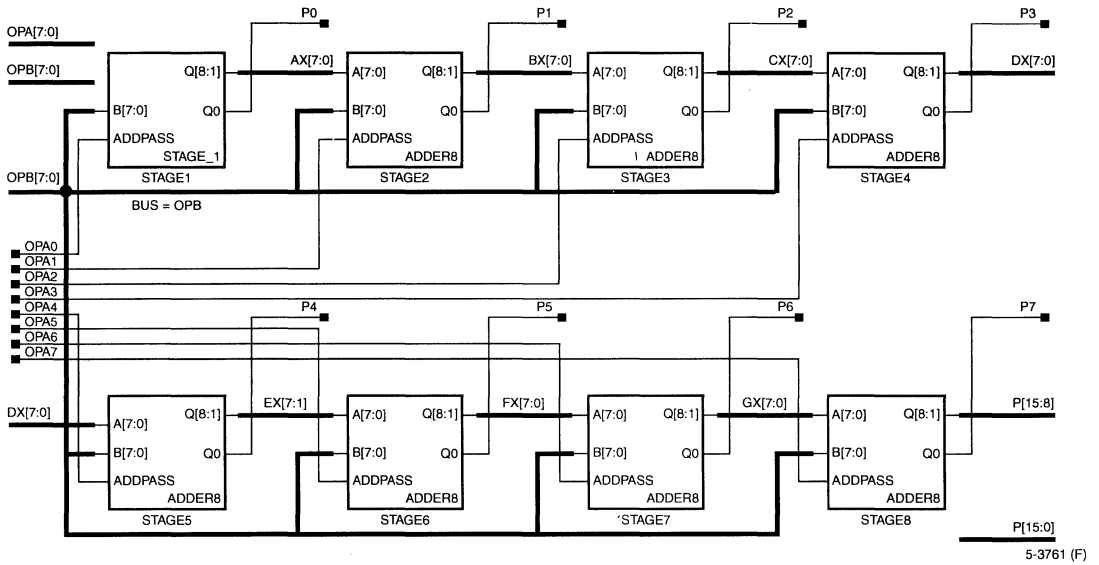 P0 P1 P2 P3
OPA[7:0]
OPB[7:0]
Q[8:1] AX[7:0] A[7:0] Q[8:1] BX[7:0] A[7:0] Q[8:1] CX[7:0] A[7:0] Q[8:1] DX[7:0]
B[7:0] Q0 B[7:0] Q0 B[7:0] Q0 B[7:0] Q0
ADDPASS ADDPASS ADDPASS ADDPASS
STAGE_1 ADDER8 \ ADDER8 ADDER8
STAGE1 STAGE2 STAGE3 STAGE4
OPB[7:0]
BUS = OPB
OPA0
OPA1
OPA2
OPA3
OPA4
OPA5
OPA6
OPA7
P4 P5 P6 P7
DX[7:0] A[7:0] Q[8:1] EX[7:1] A[7:0] Q[8:1] FX[7:0] A[7:0] Q[8:1] GX[7:0] A[7:0] Q[8:1] P[15:8]
B[7:0] Q0 B[7:0] Q0 B[7:0] Q0 B[7:0] Q0
ADDPASS ADDPASS ADDPASS ADDPASS
ADDER8 ADDER8 ADDER8 ADDER8
STAGE5 STAGE6 STAGE7 STAGE8
P[15:0]
5-3761 (F)